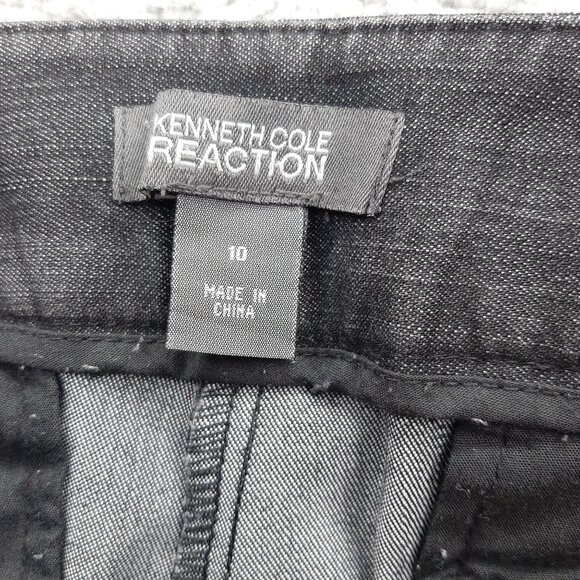 KENNETH COLE
REACTION
10
MADE IN
CHINA